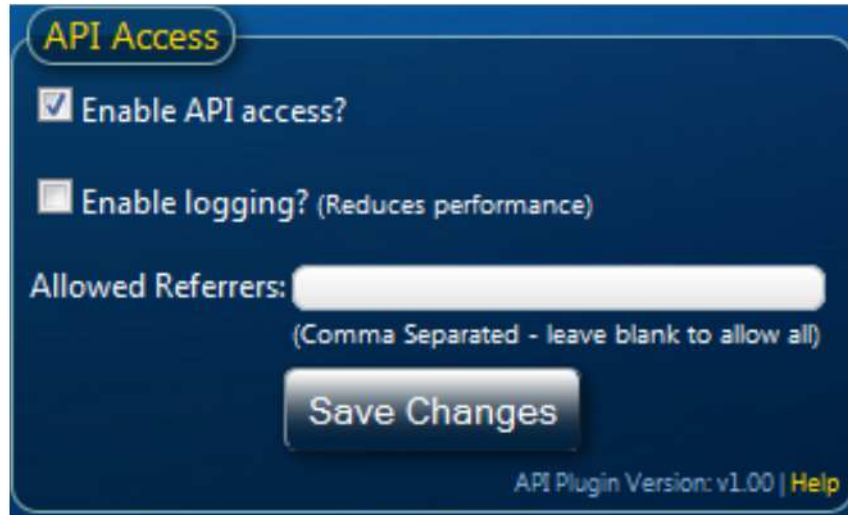 API Access
Enable API access?
Enable logging? (Reduces performance)
Allowed Referrers:
(Comma Separated - leave blank to allow all)
Save Changes
API Plugin Version: v1.00 | Help